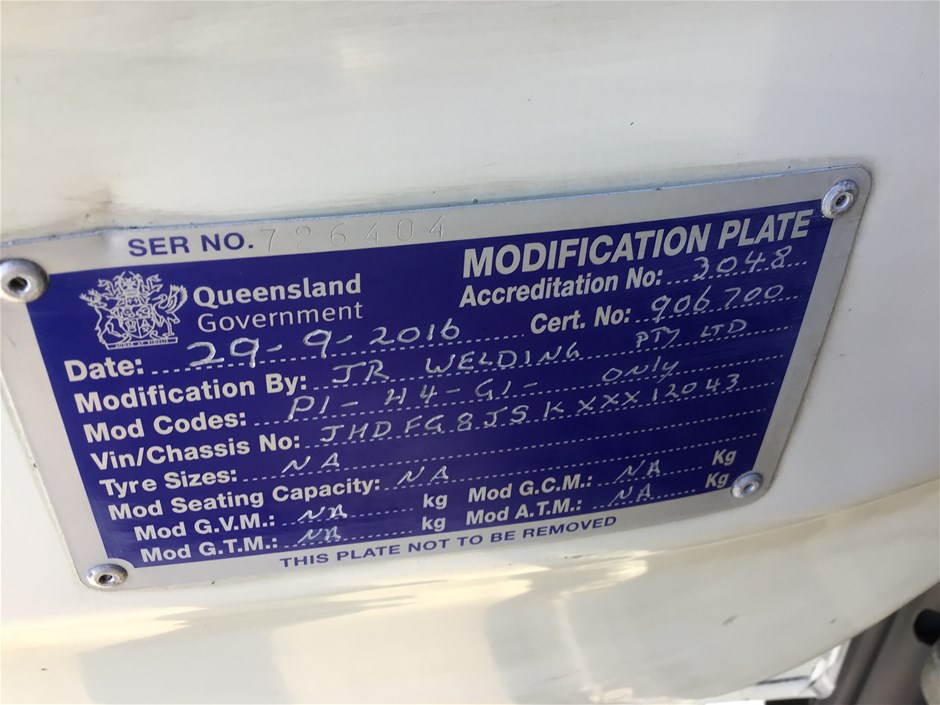 SER NO. 726404
Queensland
Government
MODIFICATION PLATE
Accreditation No: 2048
Cert. No: 906700
Date: 29-9-2016
Modification By: JR WELDING PTY LTD
Mod Codes: P1-H4-G1- ONLY
Vin/Chassis No: JHDFG8JSKXXX12043
Tyre Sizes: NA
Mod Seating Capacity: NA
Mod G.V.M.: NA kg Mod G.C.M.: NA Kg
Mod G.T.M.: NA kg Mod A.T.M.: NA Kg
THIS PLATE NOT TO BE REMOVED